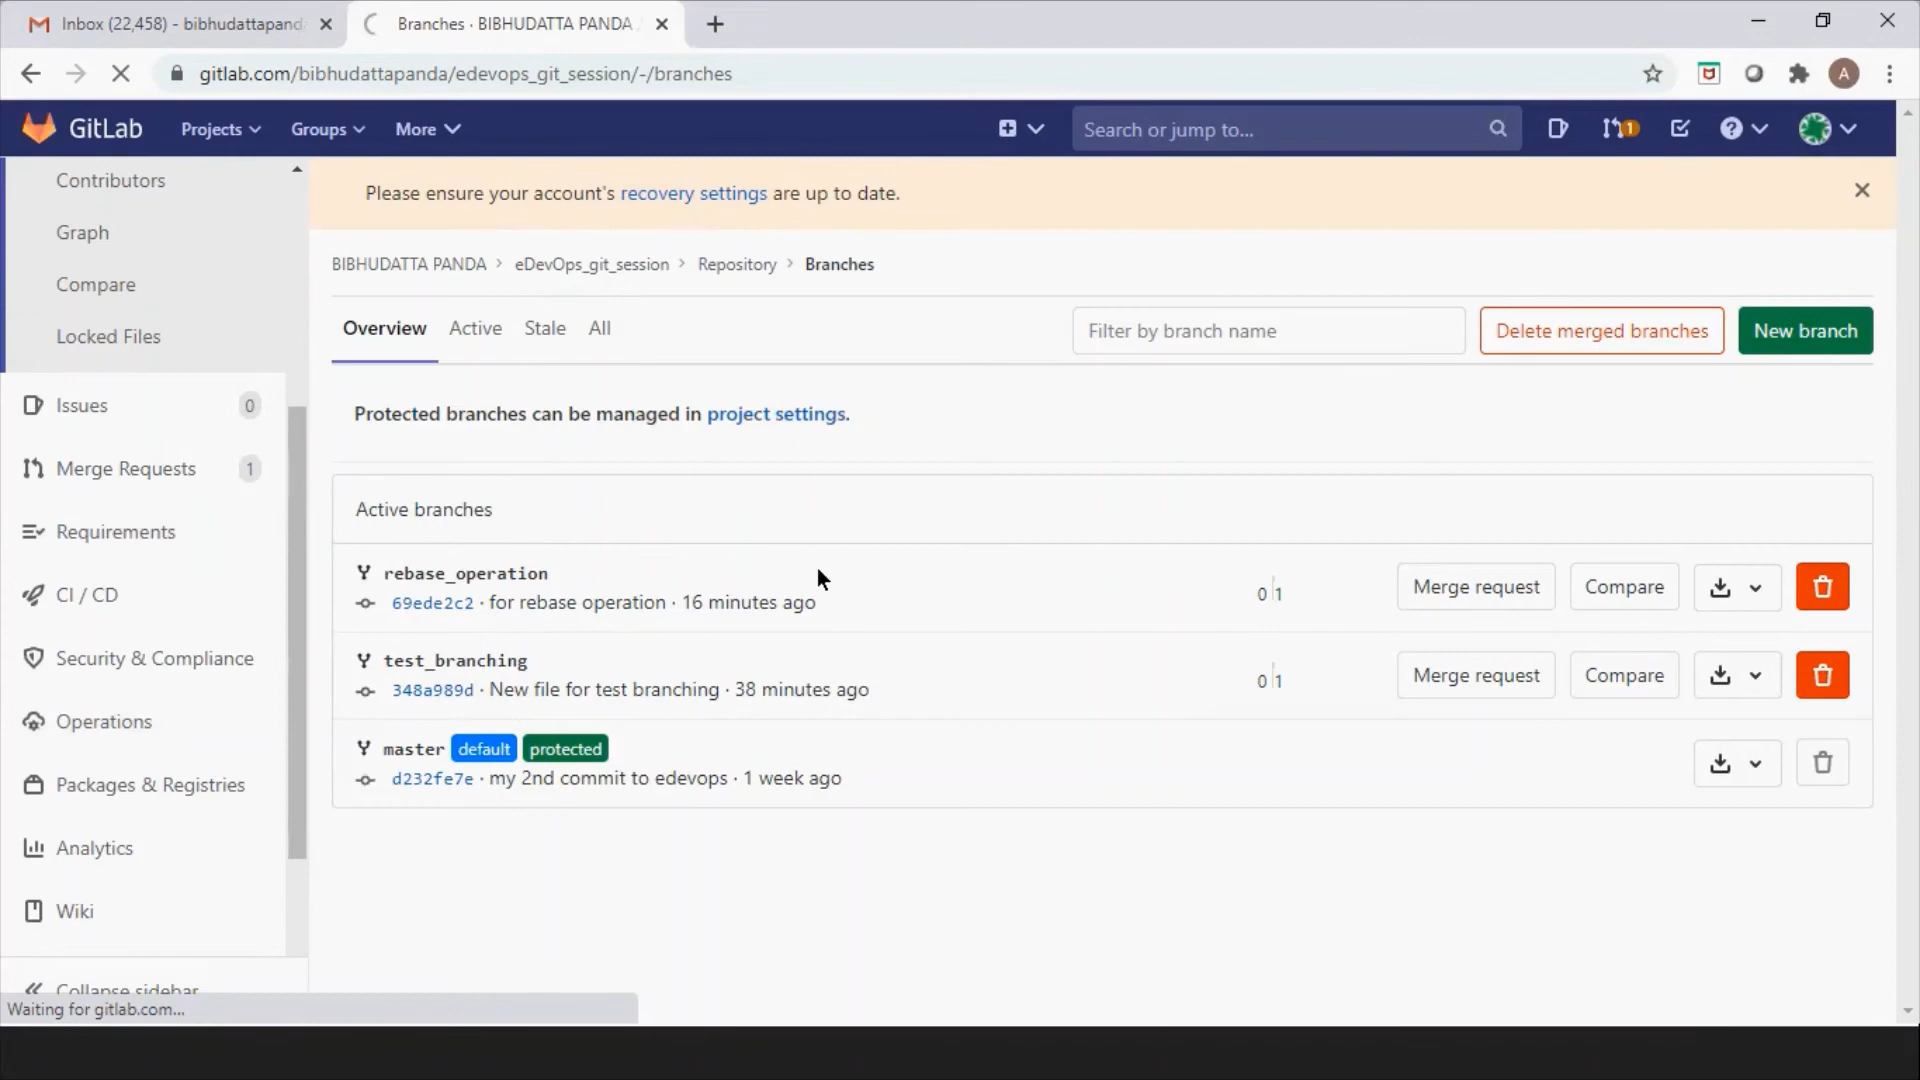 Inbox (22,458) - bibhudattapand
Branches · BIBHUDATTA PANDA
gitlab.com/bibhudattapanda/edevops_git_session/-/branches
A
GitLab
Projects
Groups
More
Search or jump to...
1
Contributors
Graph
Compare
Locked Files
Issues 0
Merge Requests 1
Requirements
CI / CD
Security & Compliance
Operations
Packages & Registries
Analytics
Wiki
Collapse sidebar
Waiting for gitlab.com...
Please ensure your account's recovery settings are up to date.
BIBHUDATTA PANDA > eDevOps_git_session > Repository > Branches
Overview Active Stale All
Filter by branch name
Delete merged branches
New branch
Protected branches can be managed in project settings.
Active branches
rebase_operation
69ede2c2 · for rebase operation · 16 minutes ago
0 1
Merge request
Compare
test_branching
348a989d · New file for test branching · 38 minutes ago
0 1
Merge request
Compare
master default protected
d232fe7e · my 2nd commit to edevops · 1 week ago